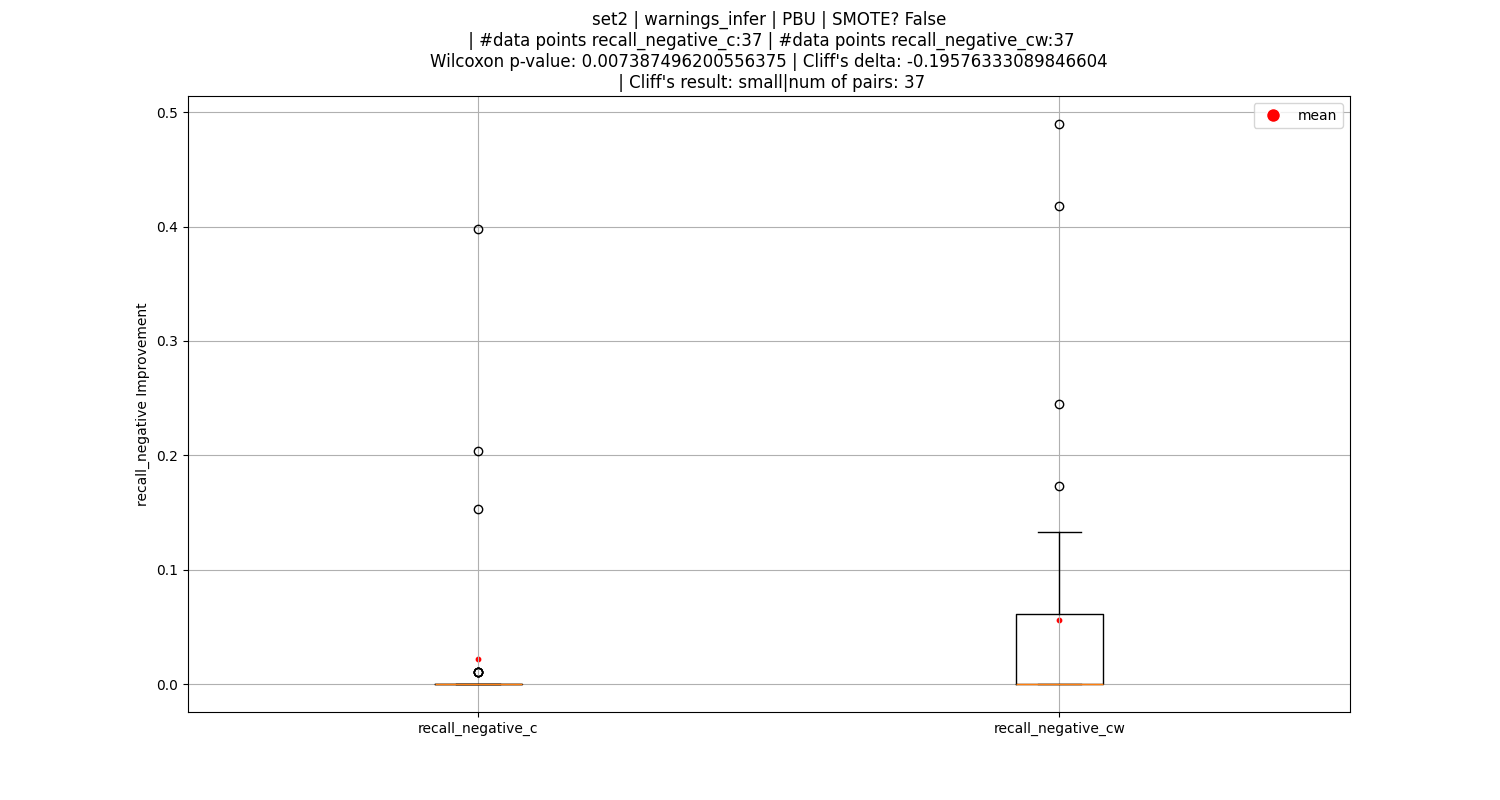 set2 | warnings_infer | PBU | SMOTE? False
| #data points recall_negative_c:37 | #data points recall_negative_cw:37
Wilcoxon p-value: 0.007387496200556375 | Cliff's delta: -0.19576333089846604
| Cliff's result: small|num of pairs: 37
mean
0.5
0.4
0.3
0.2
0.1
0.0
recall_negative Improvement
recall_negative_c
recall_negative_cw